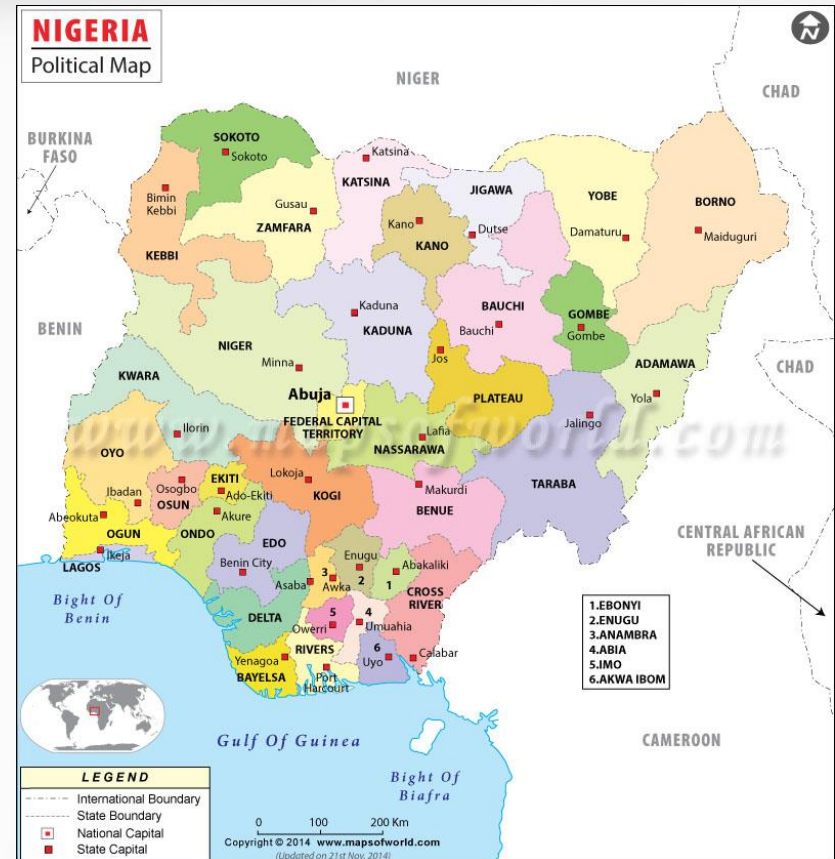 NIGERIA
Political Map
N
NIGER
CHAD
BURKINA
FASO
SOKOTO
Sokoto
Katsina
KATSINA
JIGAWA
YOBE
BORNO
Bimin
Kebbi
Gusau
ZAMFARA
Kano
KANO
Dutse
Damaturu
Maiduguri
KEBBI
BENIN
Kaduna
KADUNA
BAUCHI
Bauchi
GOMBE
Gombe
NIGER
Minna
Jos
ADAMAWA
CHAD
KWARA
Abuja
FEDERAL CAPITAL
TERRITORY
PLATEAU
Yola
Jalingo
www.mapsofworld.com
Ilorin
Lafia
NASSARAWA
OYO
EKITI
Lokoja
KOGI
Makurdi
BENUE
TARABA
Ibadan
Osogbo
OSUN
Ado-Ekiti
Abeokuta
OGUN
ONDO
Akure
EDO
CENTRAL AFRICAN
REPUBLIC
Ikeja
LAGOS
Benin City
Enugu
2
Abakaliki
1
3
Awka
Asaba
CROSS
RIVER
Bight Of
Benin
DELTA
5
Owerri
4
Umuahia
RIVERS
6
Uyo
Calabar
Yenagoa
BAYELSA
Port
Harcourt
1.EBONYI
2.ENUGU
3.ANAMBRA
4.ABIA
5.IMO
6.AKWA IBOM
Gulf Of Guinea
CAMEROON
Bight Of
Biafra
LEGEND
International Boundary
State Boundary
National Capital
State Capital
0 100 200 Km
Copyright © 2014 www.mapsofworld.com
(Updated on 21st Nov, 2014)